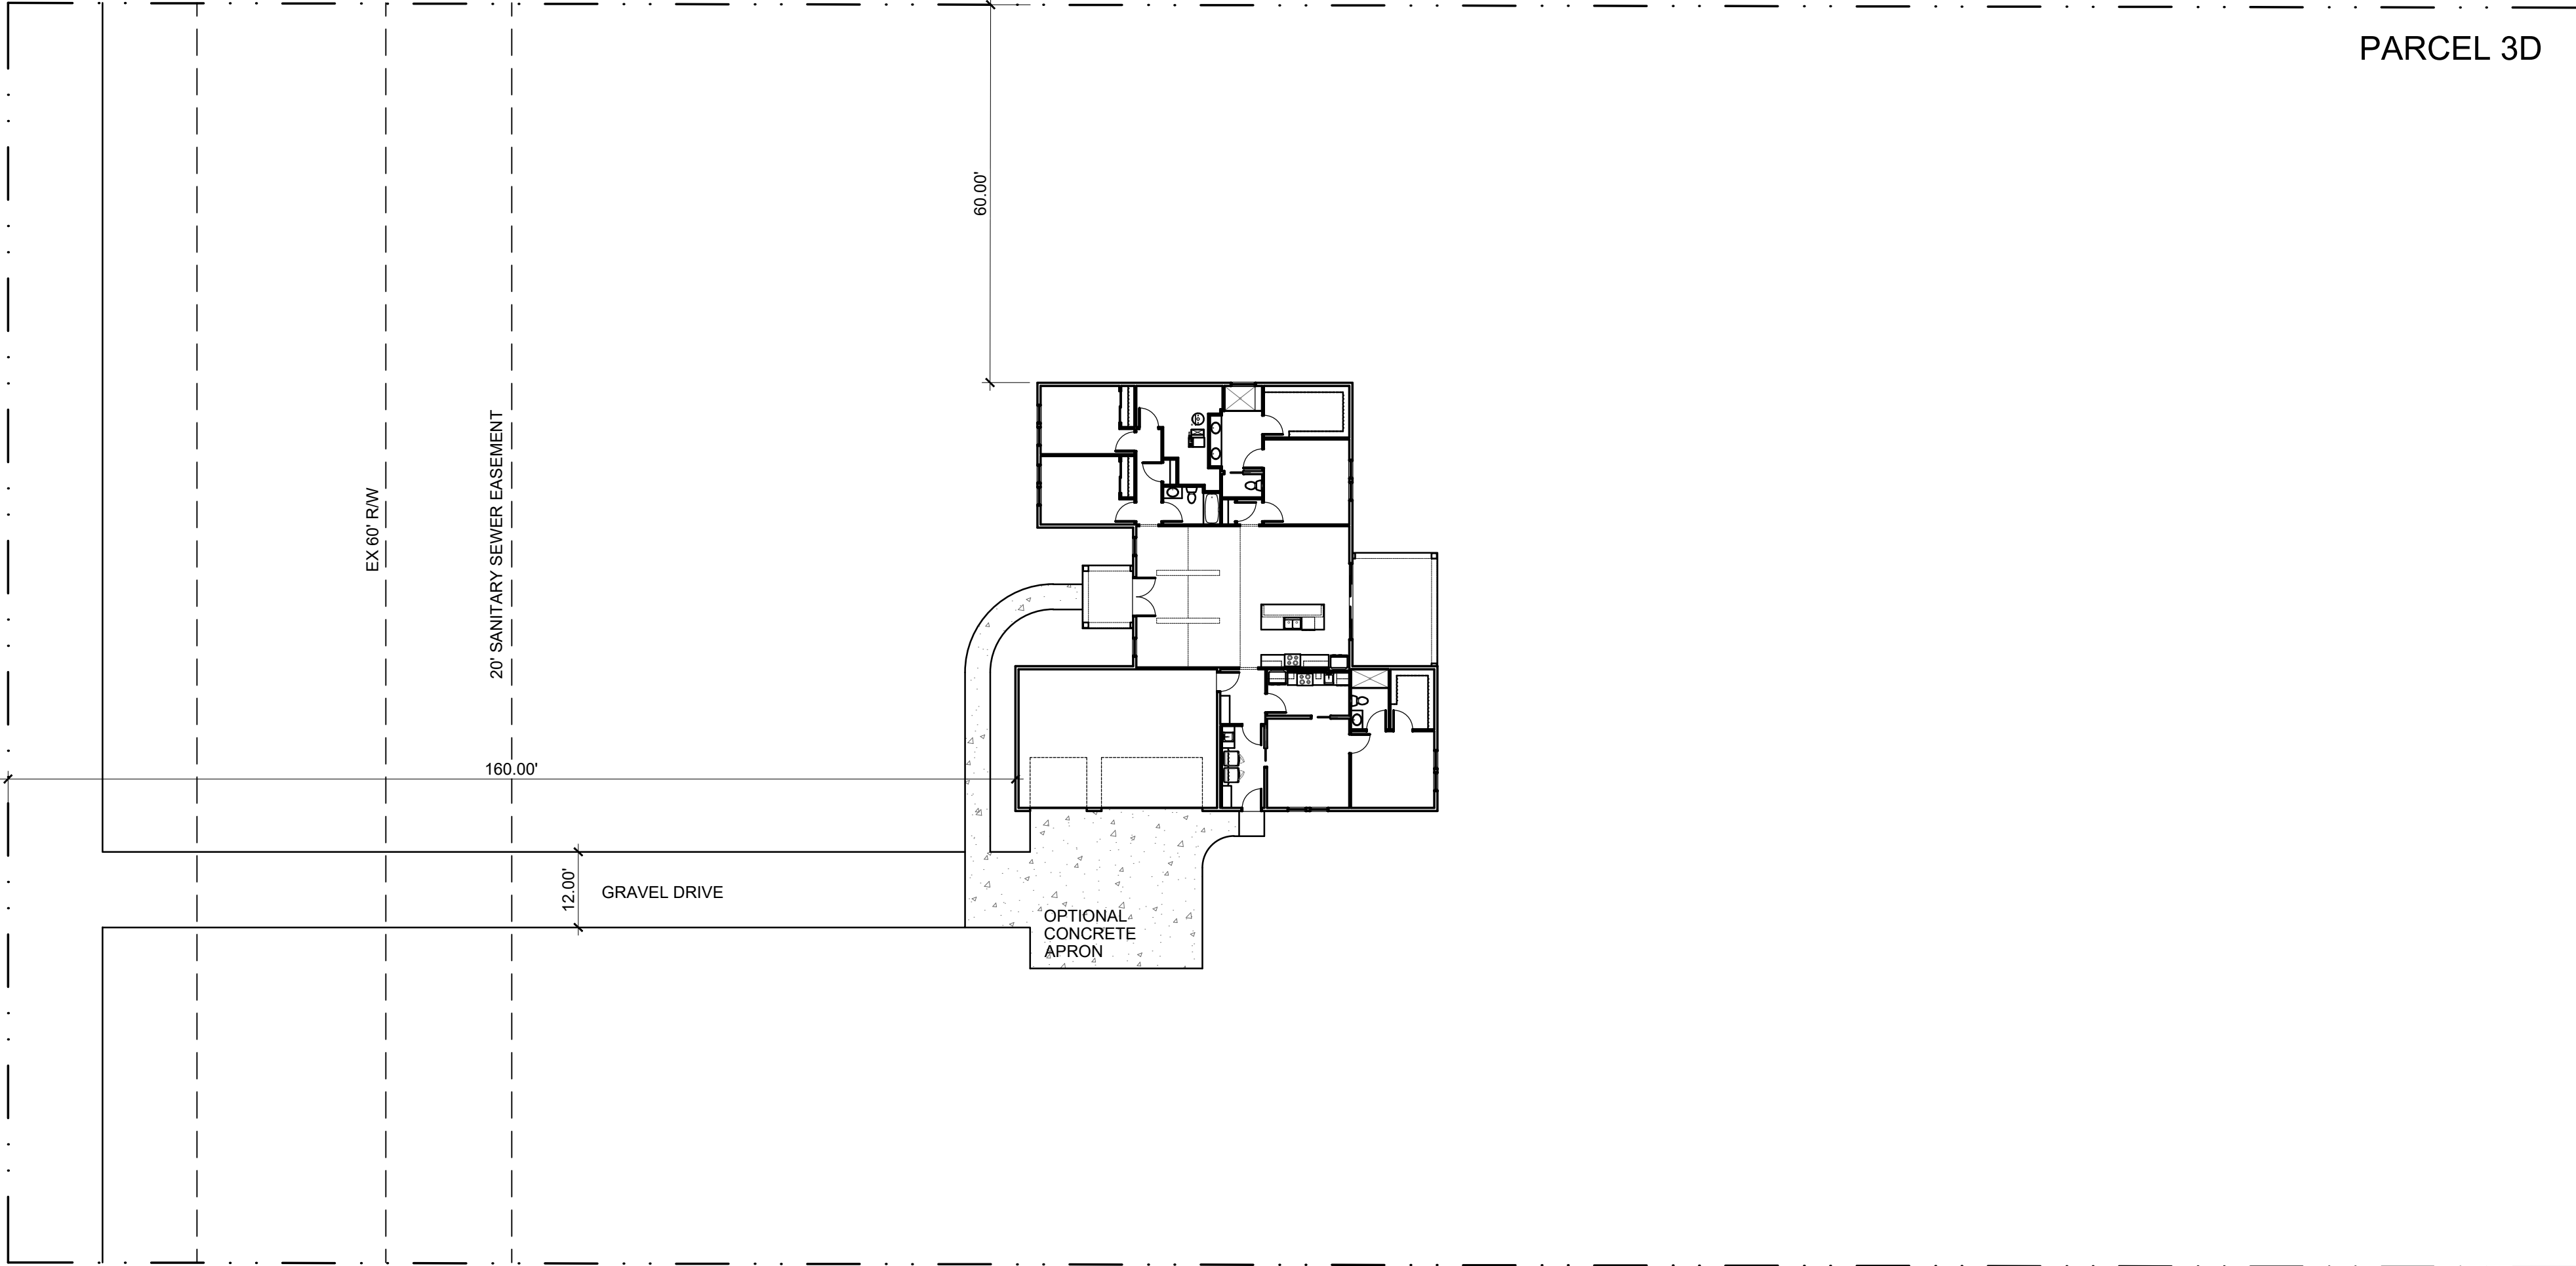 PARCEL 3D
60.00'
EX 60' R/W
20' SANITARY SEWER EASEMENT
160.00'
12.00'
GRAVEL DRIVE
OPTIONAL
CONCRETE
APRON